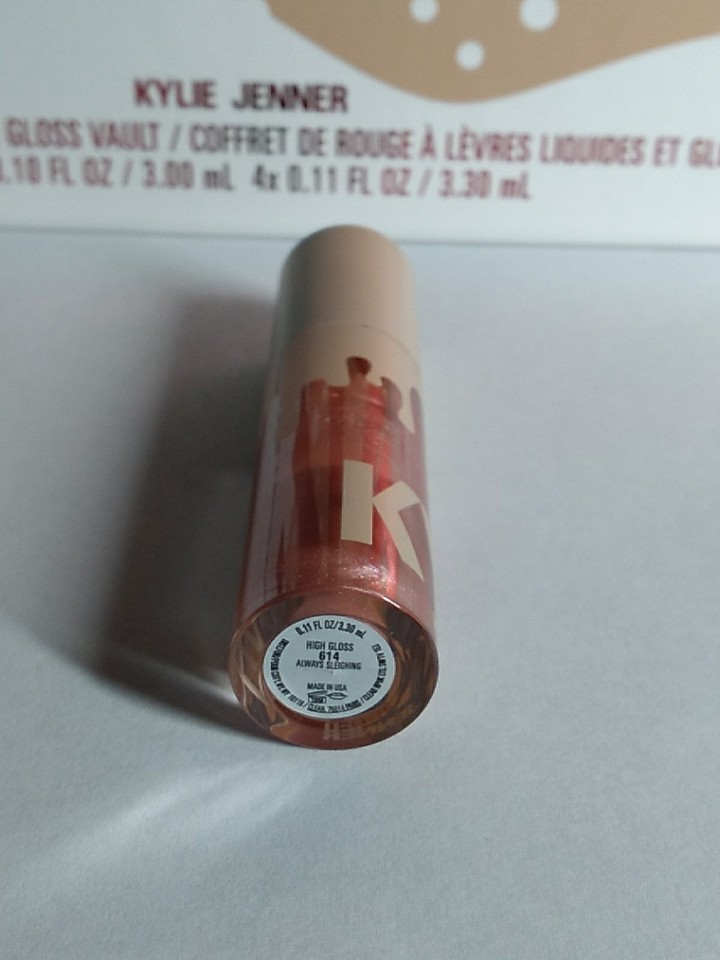 KYLIE JENNER
GLOSS VAULT / COFFRET DE ROUGE À LÈVRES LIQUIDES ET
0.10 FL OZ / 3.00 mL 4x 0.11 FL OZ / 3.30 mL
K
0.11 FL OZ/3.30 mL
HIGH GLOSS
614
ALWAYS SLEIGHING
MADE IN USA